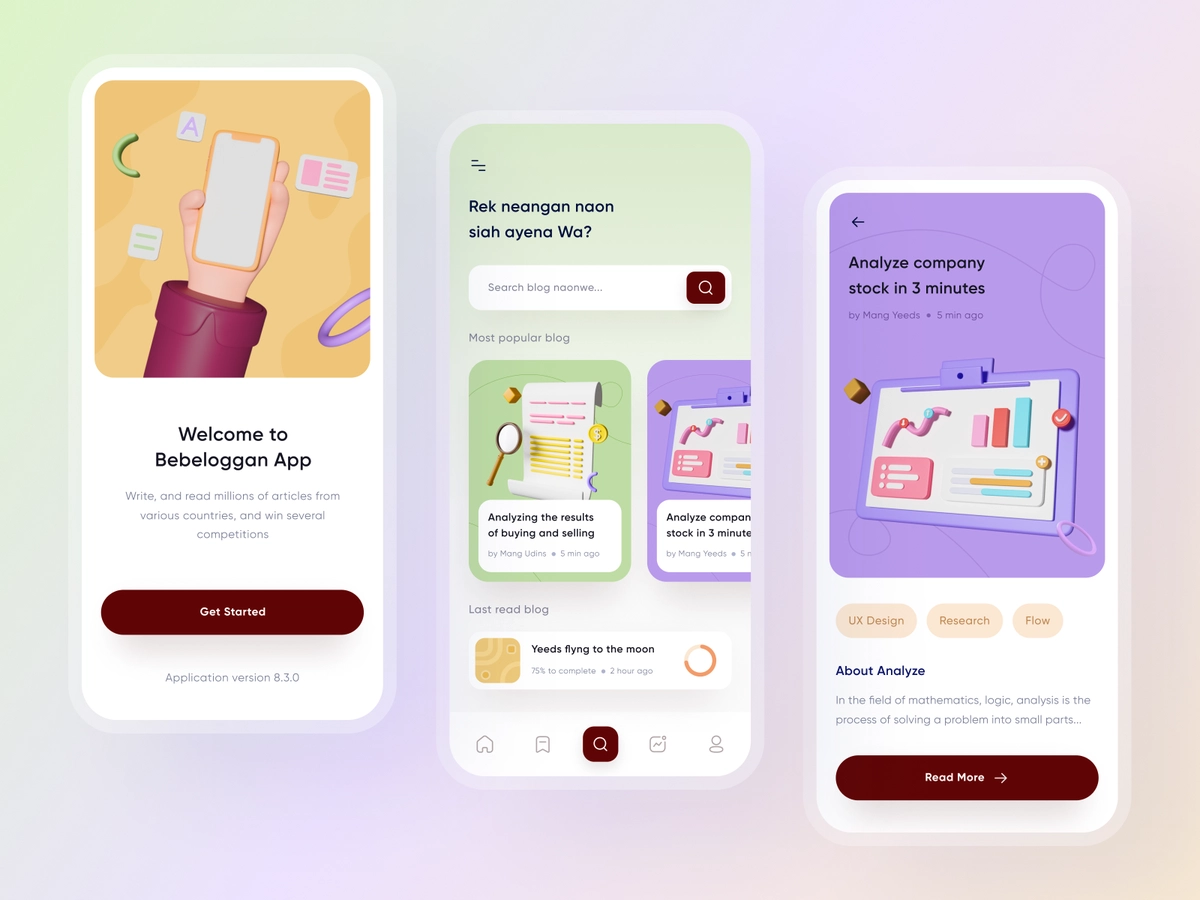 A
Welcome to
Bebeloggan App
Write, and read millions of articles from
various countries, and win several
competitions
Get Started
Application version 8.3.0
Rek neangan naon
siah ayena Wa?
Search blog naonwe...
Most popular blog
Analyzing the results
of buying and selling
by Mang Udins ● 5 min ago
Analyze compan
stock in 3 minute
by Mang Yeeds ● 5 n
Last read blog
Yeeds flyng to the moon
75% to complete ● 2 hour ago
Analyze company
stock in 3 minutes
by Mang Yeeds ● 5 min ago
UX Design
Research
Flow
About Analyze
In the field of mathematics, logic, analysis is the
process of solving a problem into small parts...
Read More